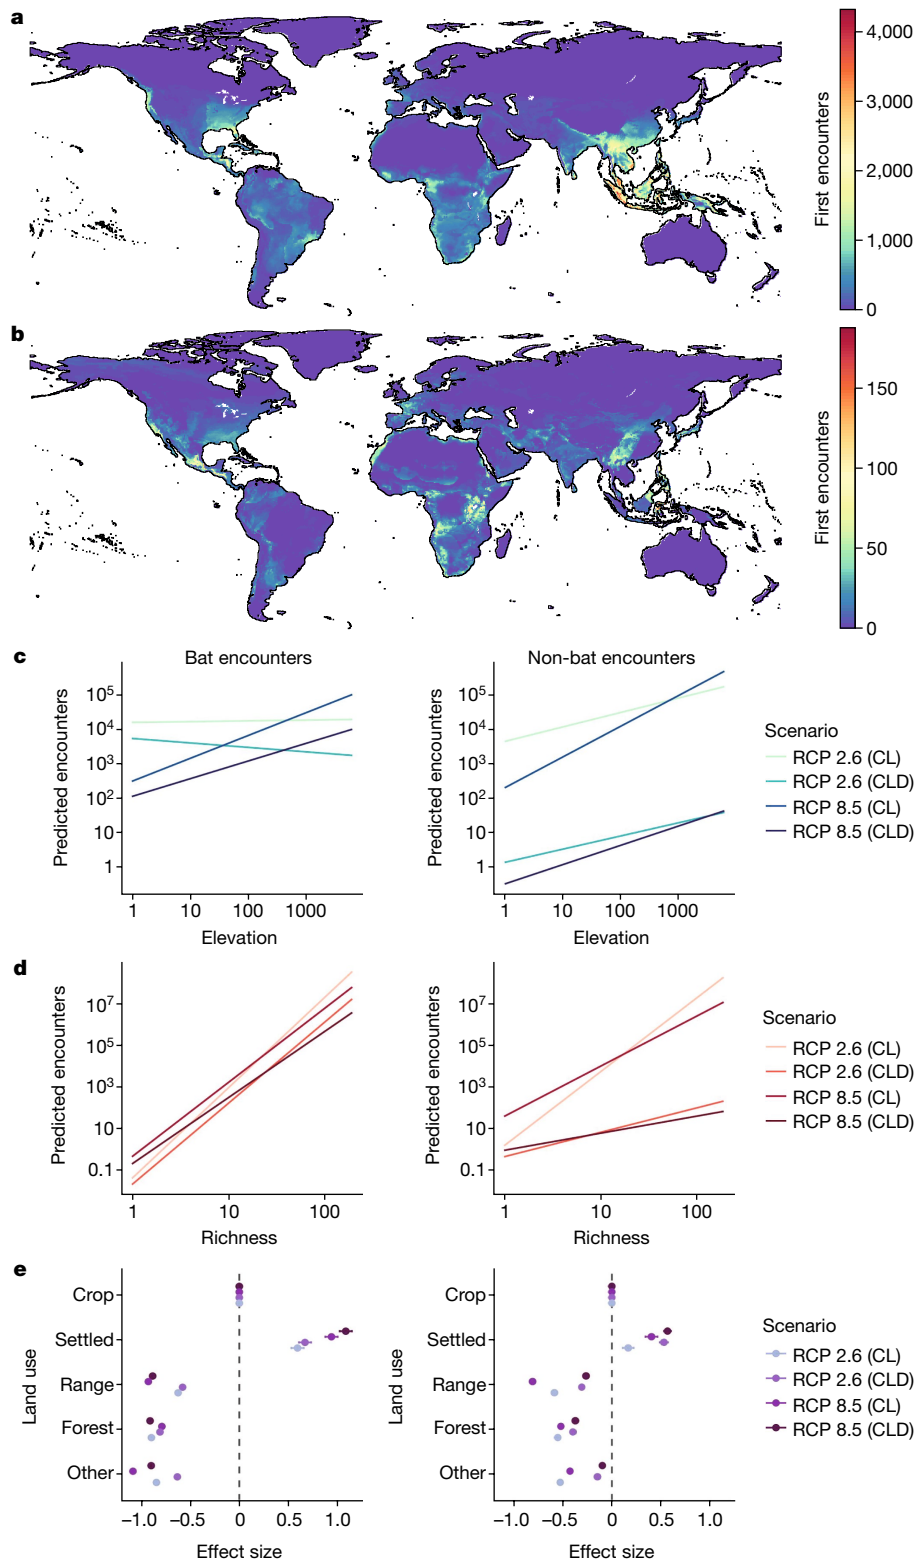 a
4,000
3,000
2,000
1,000
0
First encounters
b
150
100
50
0
First encounters
c
Bat encounters
Non-bat encounters
Predicted encounters
10⁵
10⁴
10³
10²
10
1
1 10 100 1000
Elevation
Predicted encounters
10⁵
10⁴
10³
10²
10
1
1 10 100 1000
Elevation
Scenario
RCP 2.6 (CL)
RCP 2.6 (CLD)
RCP 8.5 (CL)
RCP 8.5 (CLD)
d
Predicted encounters
10⁷
10⁵
10³
10
0.1
1 10 100
Richness
Predicted encounters
10⁷
10⁵
10³
10
0.1
1 10 100
Richness
Scenario
RCP 2.6 (CL)
RCP 2.6 (CLD)
RCP 8.5 (CL)
RCP 8.5 (CLD)
e
Land use
Crop
Settled
Range
Forest
Other
−1.0 −0.5 0 0.5 1.0
Effect size
Land use
Crop
Settled
Range
Forest
Other
−1.0 −0.5 0 0.5 1.0
Effect size
Scenario
RCP 2.6 (CL)
RCP 2.6 (CLD)
RCP 8.5 (CL)
RCP 8.5 (CLD)